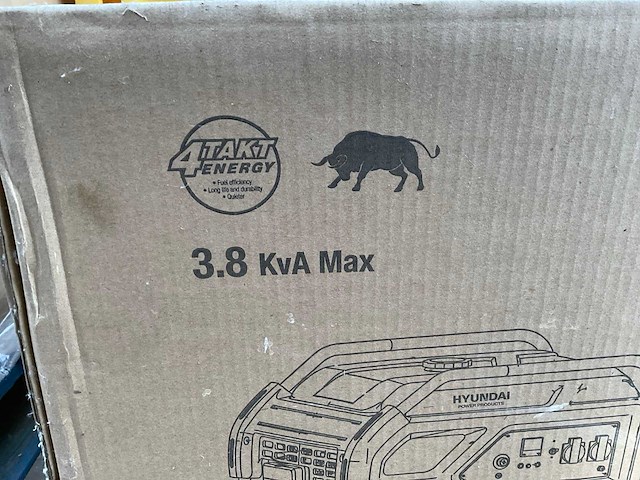 4TAKT
ENERGY
• Fuel efficiency
• Long life and durability
• Quieter
3.8 KvA Max
HYUNDAI
POWER PRODUCTS